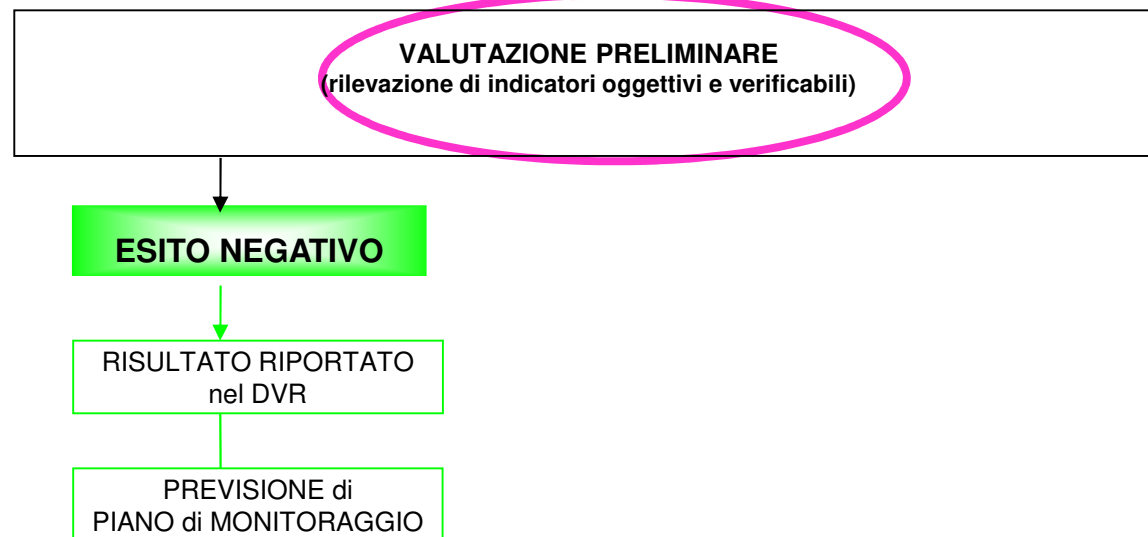 VALUTAZIONE PRELIMINARE
(rilevazione di indicatori oggettivi e verificabili)
ESITO NEGATIVO
RISULTATO RIPORTATO
nel DVR
PREVISIONE di
PIANO di MONITORAGGIO